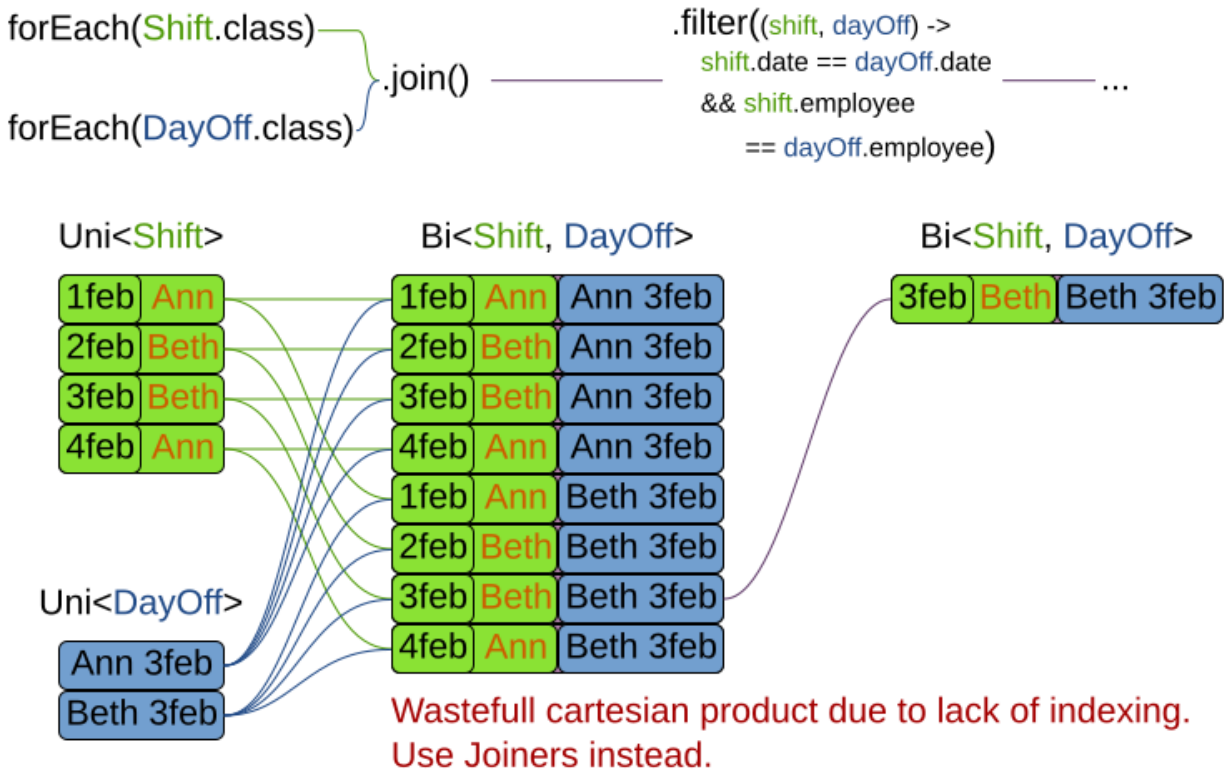 forEach(Shift.class)
forEach(DayOff.class)
.join()
.filter((shift, dayOff) ->
shift.date == dayOff.date
&& shift.employee
== dayOff.employee)
...
Uni<Shift>
1feb Ann
2feb Beth
3feb Beth
4feb Ann
Uni<DayOff>
Ann 3feb
Beth 3feb
Bi<Shift, DayOff>
1feb Ann Ann 3feb
2feb Beth Ann 3feb
3feb Beth Ann 3feb
4feb Ann Ann 3feb
1feb Ann Beth 3feb
2feb Beth Beth 3feb
3feb Beth Beth 3feb
4feb Ann Beth 3feb
Bi<Shift, DayOff>
3feb Beth Beth 3feb
Wastefull cartesian product due to lack of indexing.
Use Joiners instead.